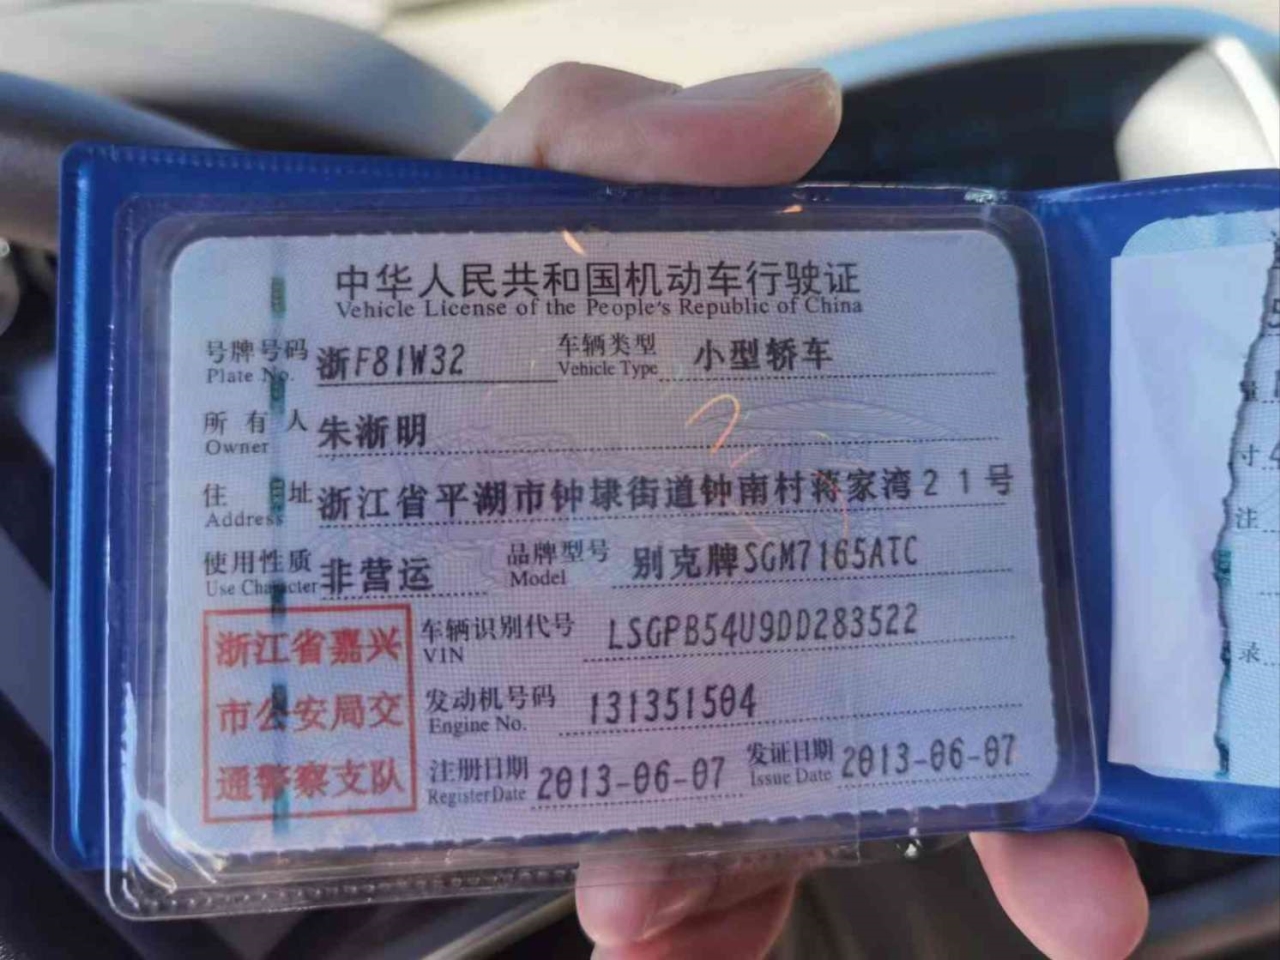 中华人民共和国机动车行驶证
Vehicle License of the People's Republic of China
号牌号码 浙F81W32 车辆类型 小型轿车
Plate No. Vehicle Type
所有人 朱浙明
Owner
住址 浙江省平湖市钟埭街道钟南村蒋家湾21号
Address
使用性质 非营运 品牌型号 别克牌SGM7165ATC
Use Character Model
浙江省嘉兴
市公安局交
通警察支队
车辆识别代号 LSGPB54U9DD283522
VIN
发动机号码 131351504
Engine No.
注册日期 2013-06-07 发证日期 2013-06-07
Register Date Issue Date
量
寸
注
录